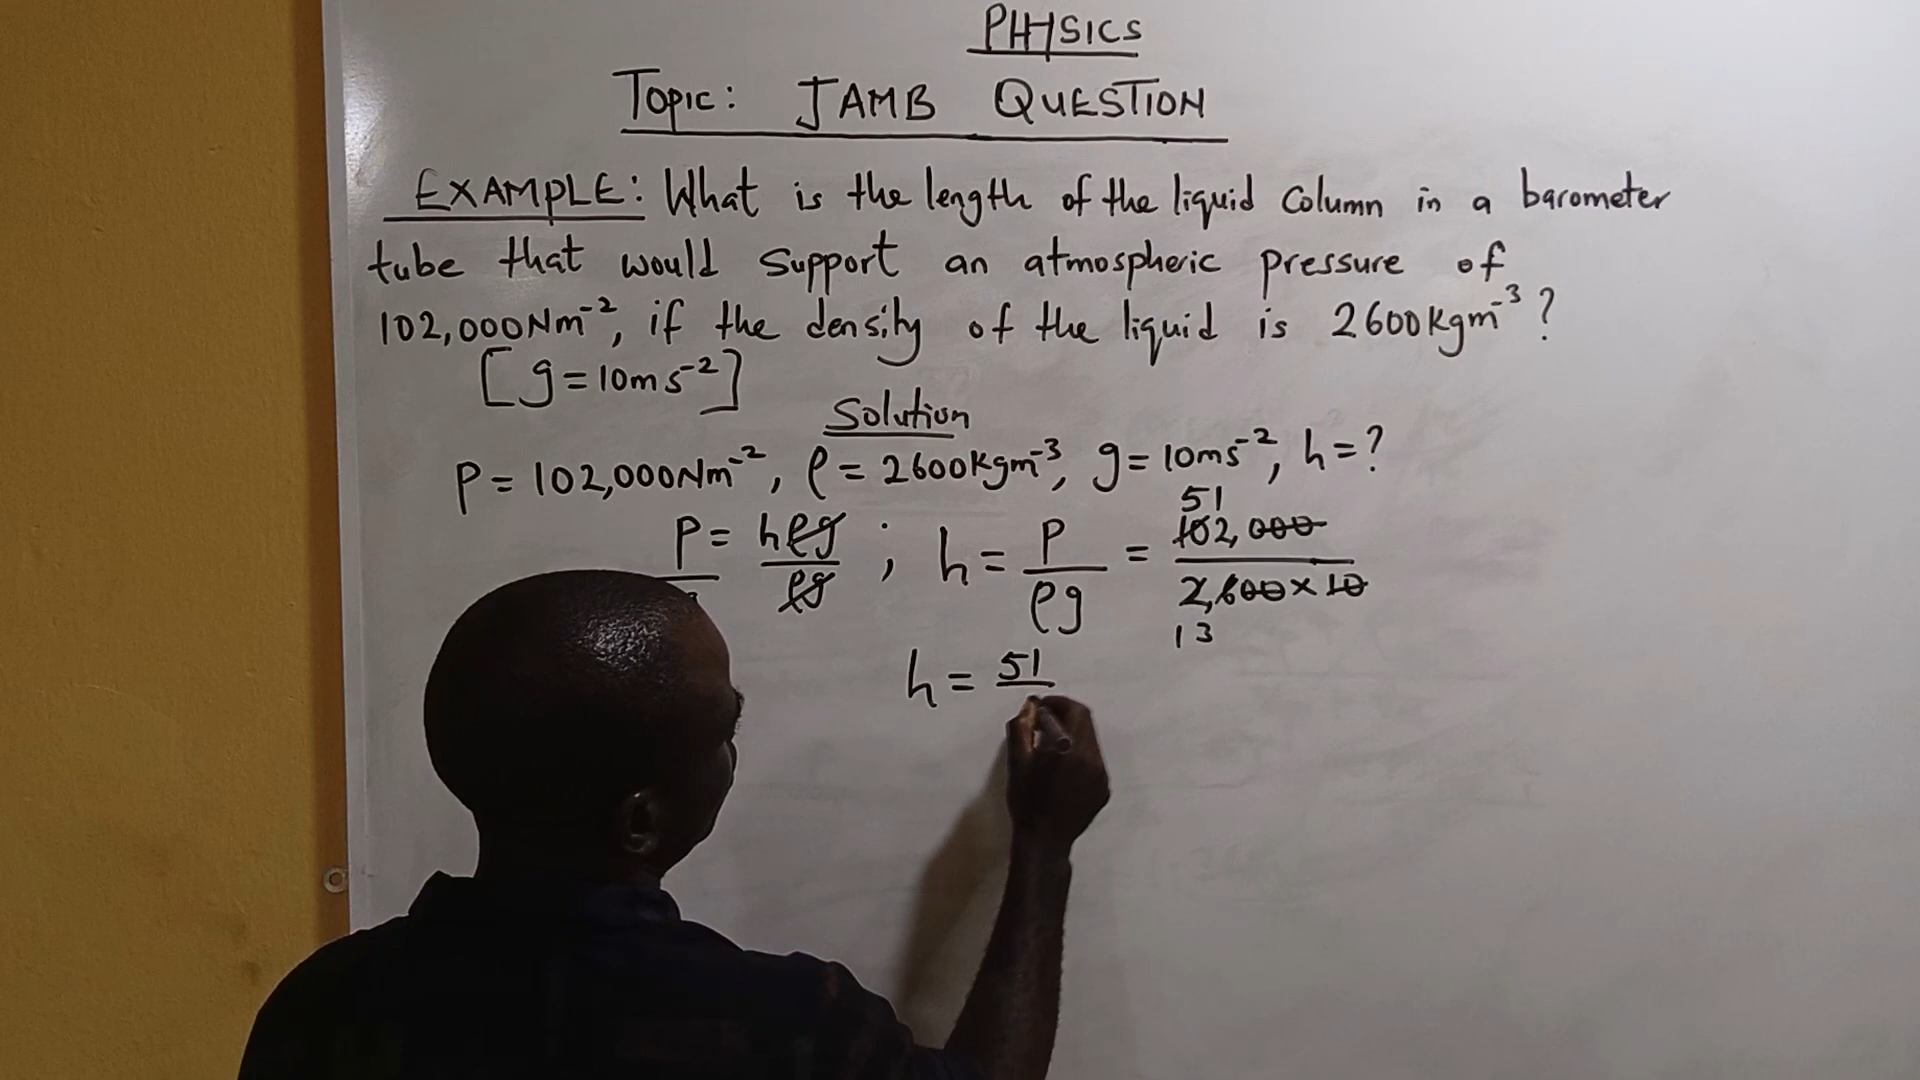 PHYSICS
TOPIC: JAMB QUESTION
EXAMPLE: What is the length of the liquid column in a barometer
tube that would support an atmospheric pressure of
102,000Nm⁻², if the density of the liquid is 2600kgm⁻³?
[g=10ms⁻²]
Solution
P = 102,000Nm⁻², ρ = 2600kgm⁻³, g = 10ms⁻², h = ?
51
P = hρg/ρg ; h = P/ρg = 102,000/2,600×10
13
h = 51